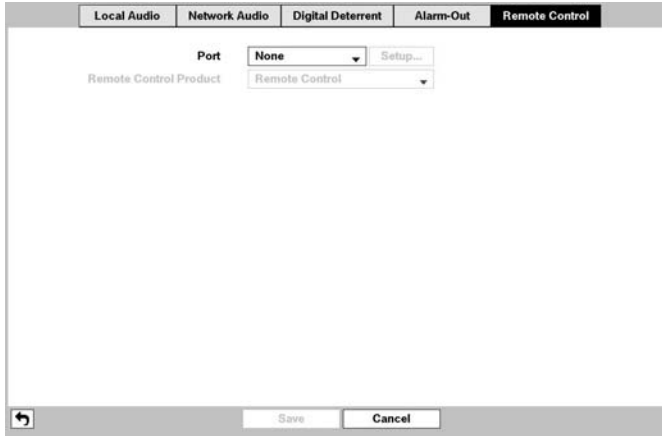 Local Audio Network Audio Digital Deterrent Alarm-Out Remote Control
Port None Setup...
Remote Control Product Remote Control
Save Cancel